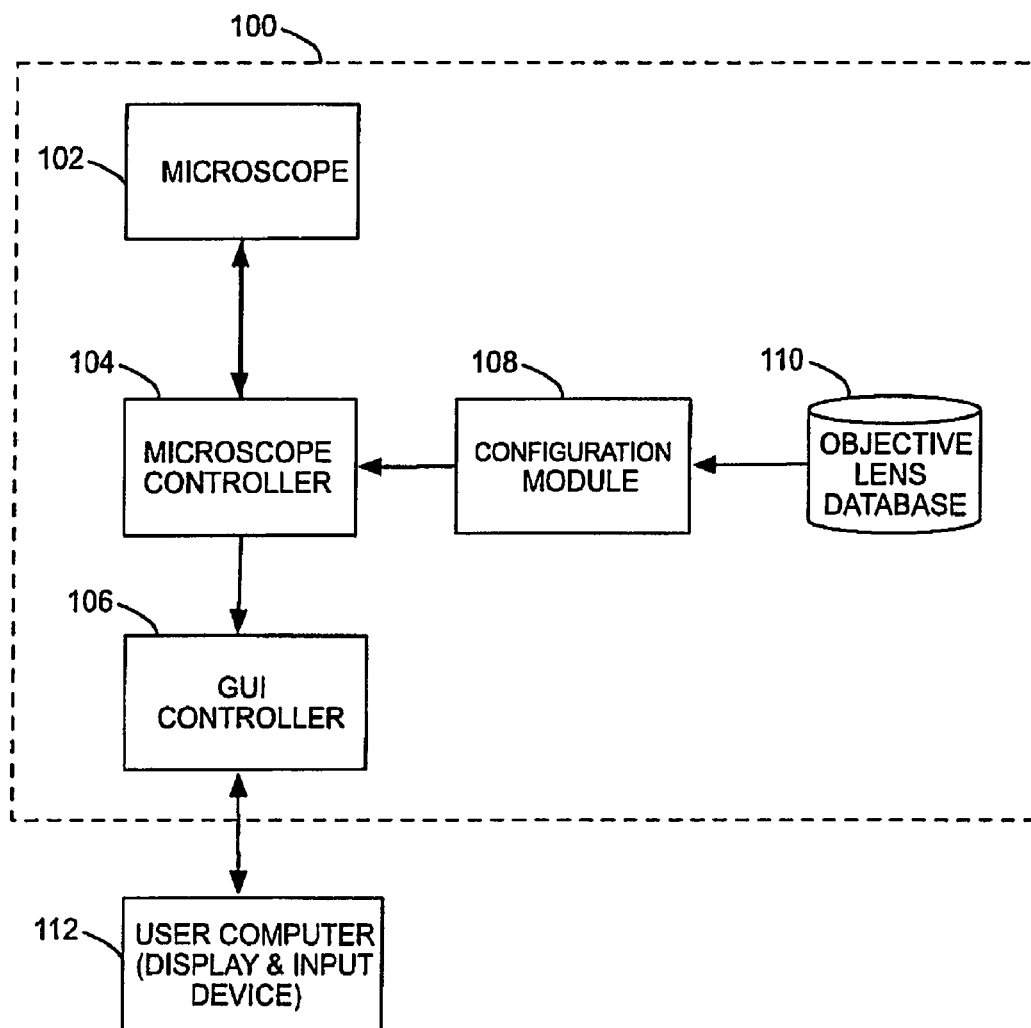 100
102
MICROSCOPE
104
108
110
MICROSCOPE
CONTROLLER
CONFIGURATION
MODULE
OBJECTIVE
LENS
DATABASE
106
GUI
CONTROLLER
112
USER COMPUTER
(DISPLAY & INPUT
DEVICE)